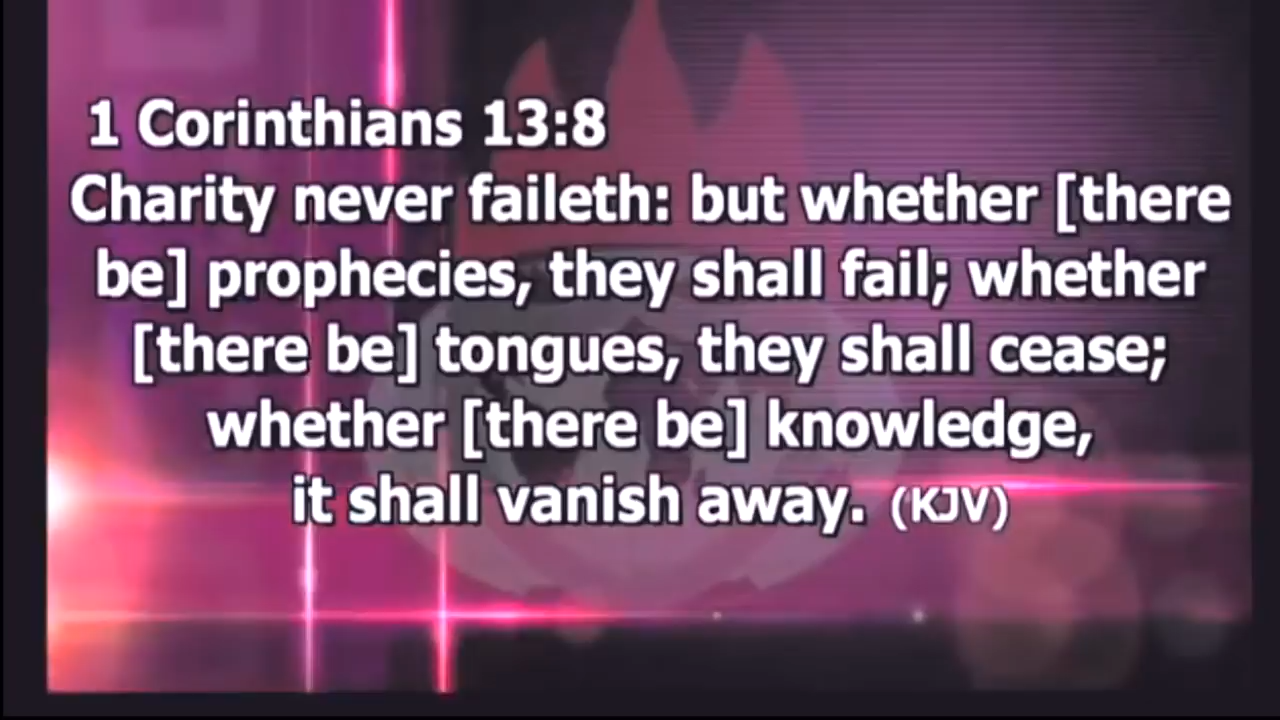 1 Corinthians 13:8
Charity never faileth: but whether [there
be] prophecies, they shall fail; whether
[there be] tongues, they shall cease;
whether [there be] knowledge,
it shall vanish away. (KJV)